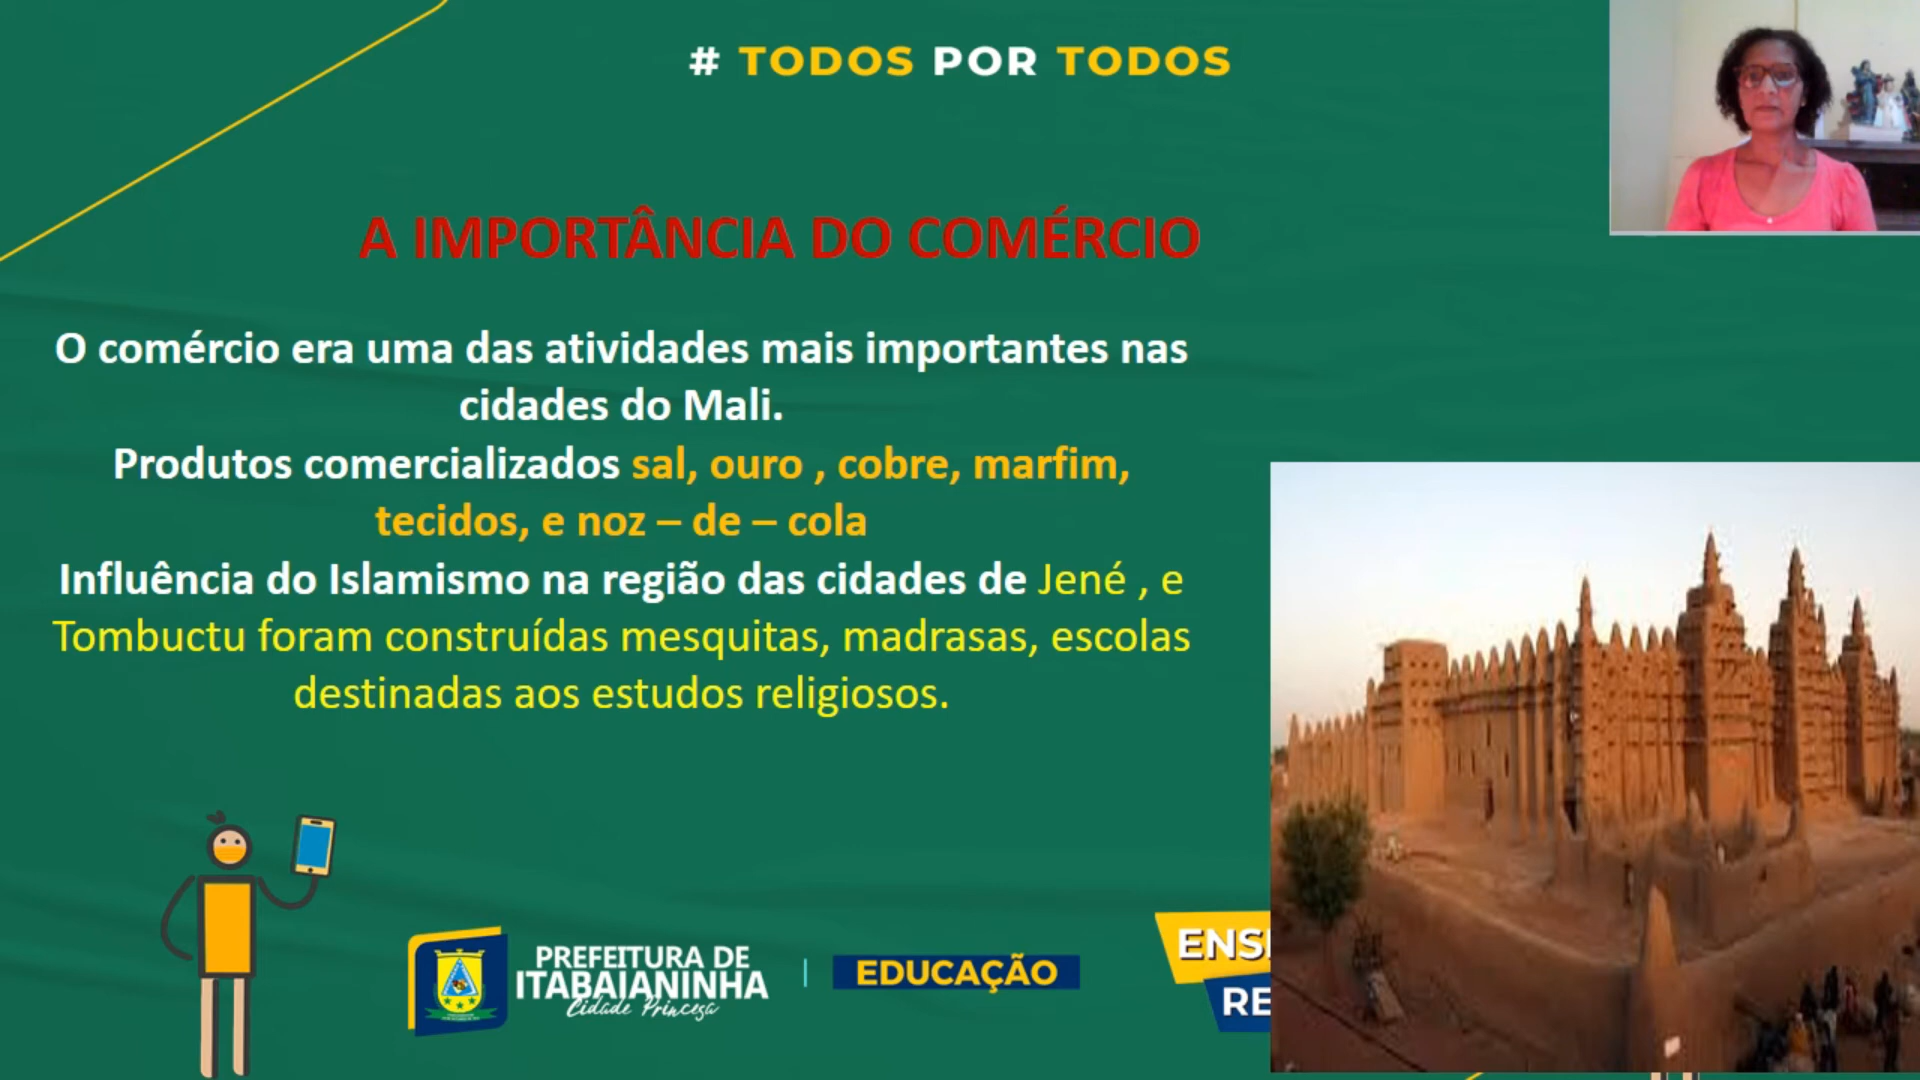 # TODOS POR TODOS
A IMPORTÂNCIA DO COMÉRCIO
O comércio era uma das atividades mais importantes nas
cidades do Mali.
Produtos comercializados sal, ouro , cobre, marfim,
tecidos, e noz – de – cola
Influência do Islamismo na região das cidades de Jené , e
Tombuctu foram construídas mesquitas, madrasas, escolas
destinadas aos estudos religiosos.
PREFEITURA DE
ITABAIANINHA
Cidade Princesa
EDUCAÇÃO
ENSI
RE